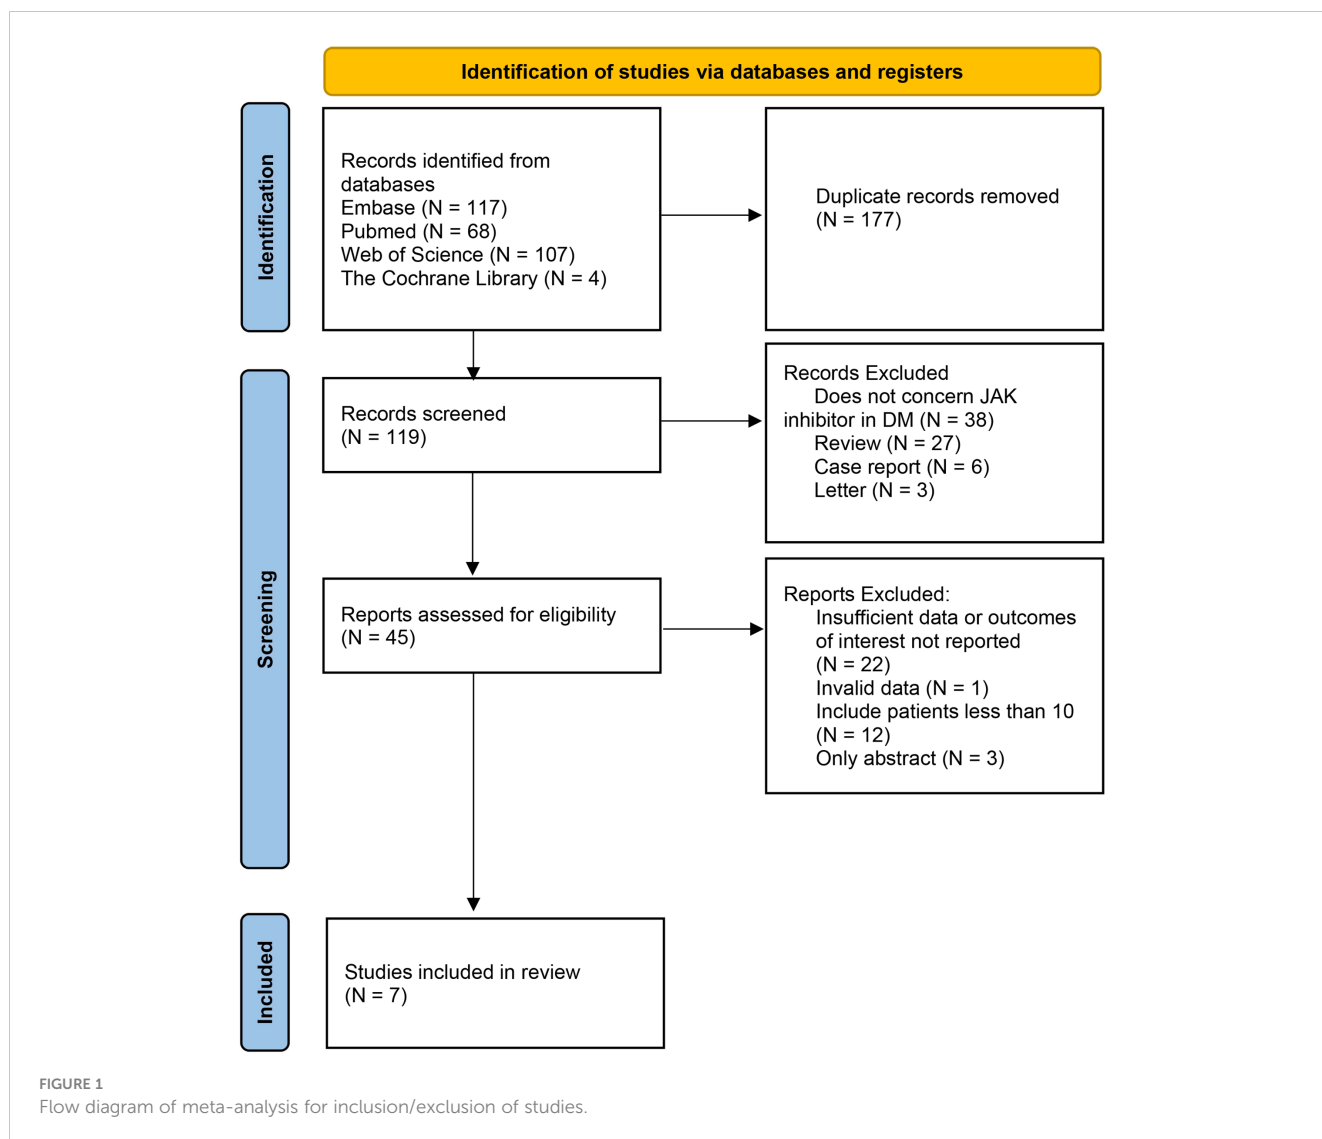 Identification of studies via databases and registers
Identification
Records identified from
databases
Embase (N = 117)
Pubmed (N = 68)
Web of Science (N = 107)
The Cochrane Library (N = 4)
Duplicate records removed
(N = 177)
Screening
Records screened
(N = 119)
Records Excluded
Does not concern JAK
inhibitor in DM (N = 38)
Review (N = 27)
Case report (N = 6)
Letter (N = 3)
Reports assessed for eligibility
(N = 45)
Reports Excluded:
Insufficient data or outcomes
of interest not reported
(N = 22)
Invalid data (N = 1)
Include patients less than 10
(N = 12)
Only abstract (N = 3)
Included
Studies included in review
(N = 7)
FIGURE 1
Flow diagram of meta-analysis for inclusion/exclusion of studies.